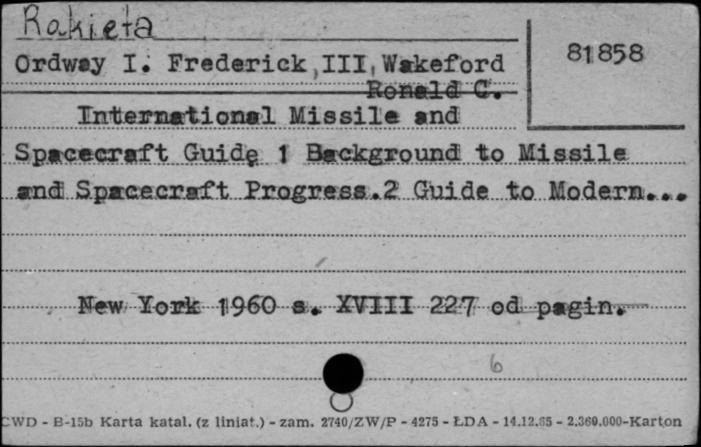 Rakieta
81858
Ordway I. Frederick, III, Wakeford
Ronald C.
International Missile and
Spacecraft Guide 1 Background to Missile
and Spacecraft Progress.2 Guide to Modern...
New York 1960 s. XVIII 227 od pagin.
6
CWD - B-15b Karta katal. (z liniat.) - zam. 2740/ZW/P - 4275 - ŁDA - 14.12.65 - 2.360.000-Karton